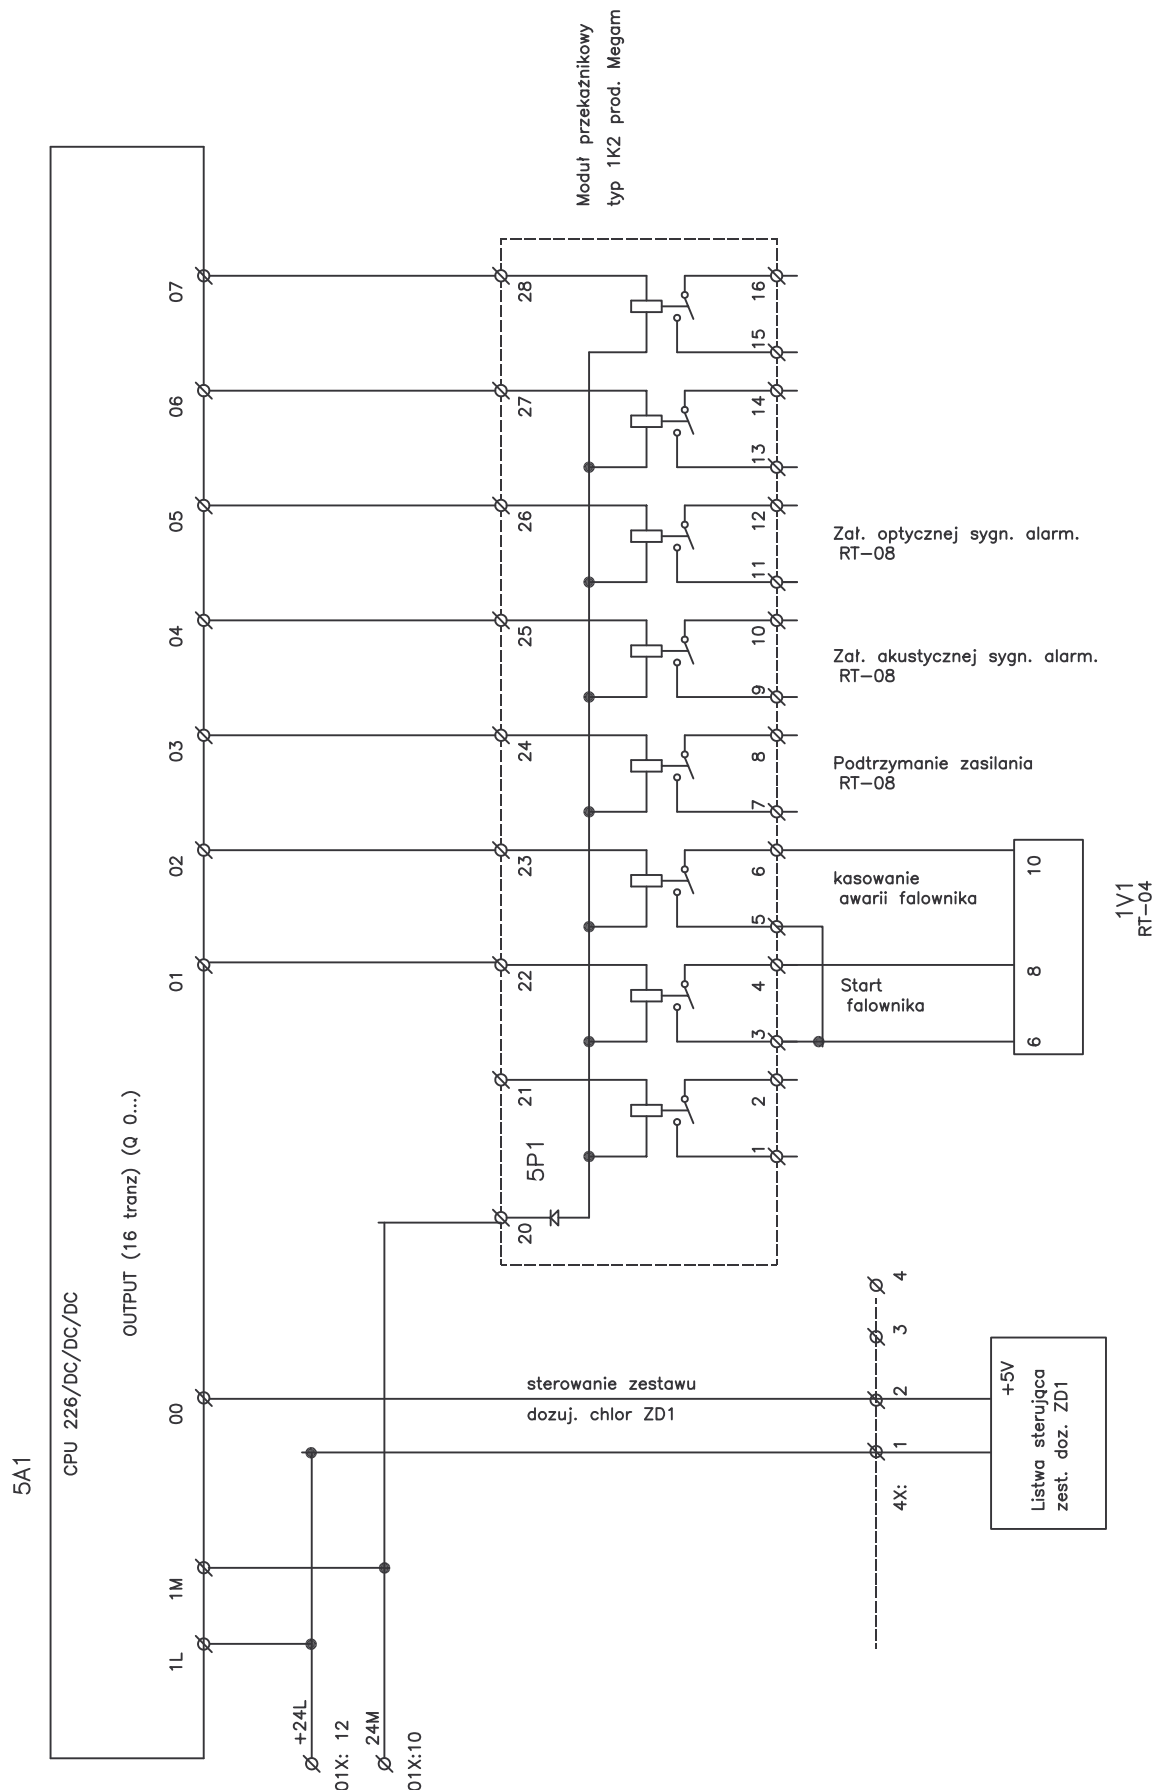 5A1
CPU 226/DC/DC/DC
OUTPUT (16 tranz) (Q 0...)
1L
1M
00
01
02
03
04
05
06
07
+24L
01X: 12
24M
01X:10
sterowanie zestawu
dozuj. chlor ZD1
Moduł przekaźnikowy
typ 1K2 prod. Megam
5P1
20
21
22
23
24
25
26
27
28
1
2
3
4
5
6
7
8
9
10
11
12
13
14
15
16
Zał. optycznej sygn. alarm.
RT-08
Zał. akustycznej sygn. alarm.
RT-08
Podtrzymanie zasilania
RT-08
kasowanie
awarii falownika
Start
falownika
6
8
10
1V1
RT-04
4X:
1
2
3
4
+5V
Listwa sterująca
zest. doz. ZD1